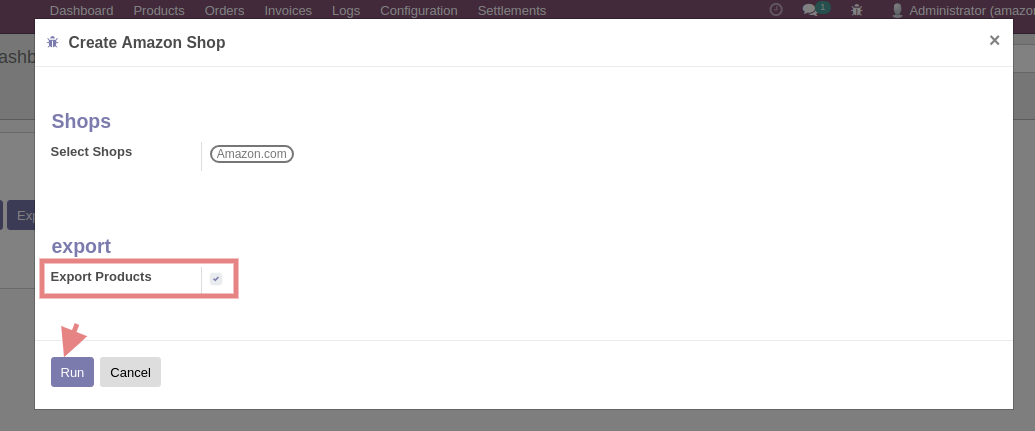 Dashboard Products Orders Invoices Logs Configuration Settlements 1 Administrator (amazon
Create Amazon Shop ×
ashb
Shops
Select Shops Amazon.com
Exp
export
Export Products
Run Cancel